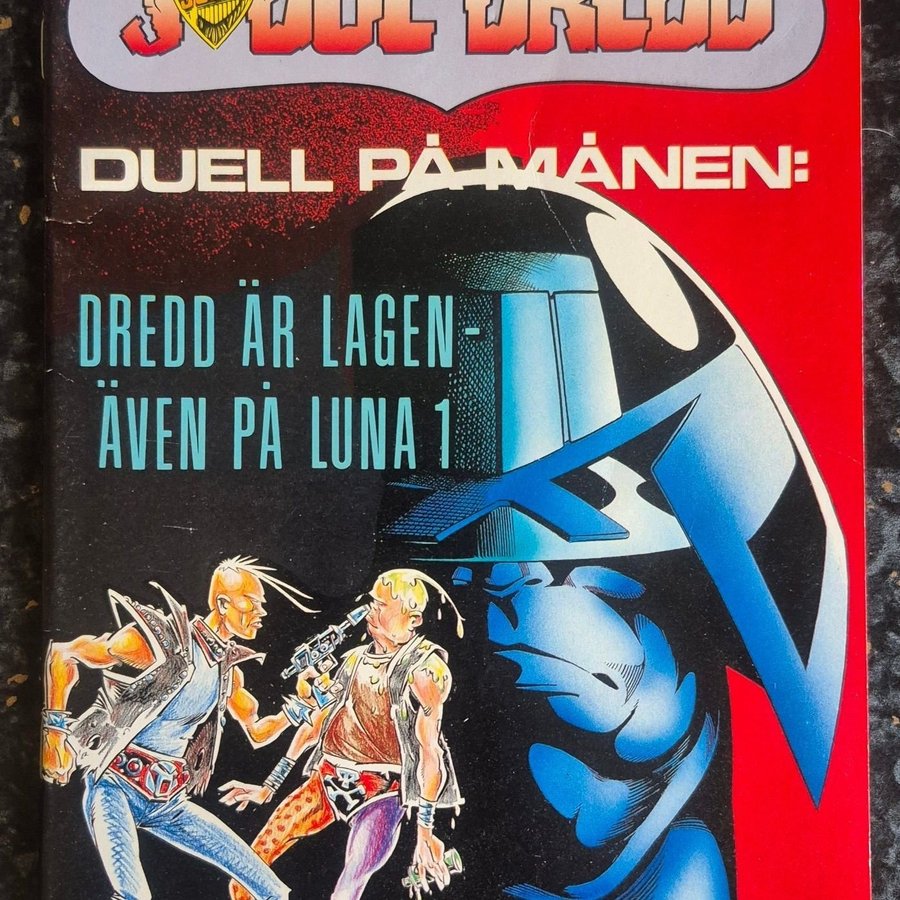 JUDGE DREDD
DUELL PÅ MÅNEN:
DREDD ÄR LAGEN-
ÄVEN PÅ LUNA 1